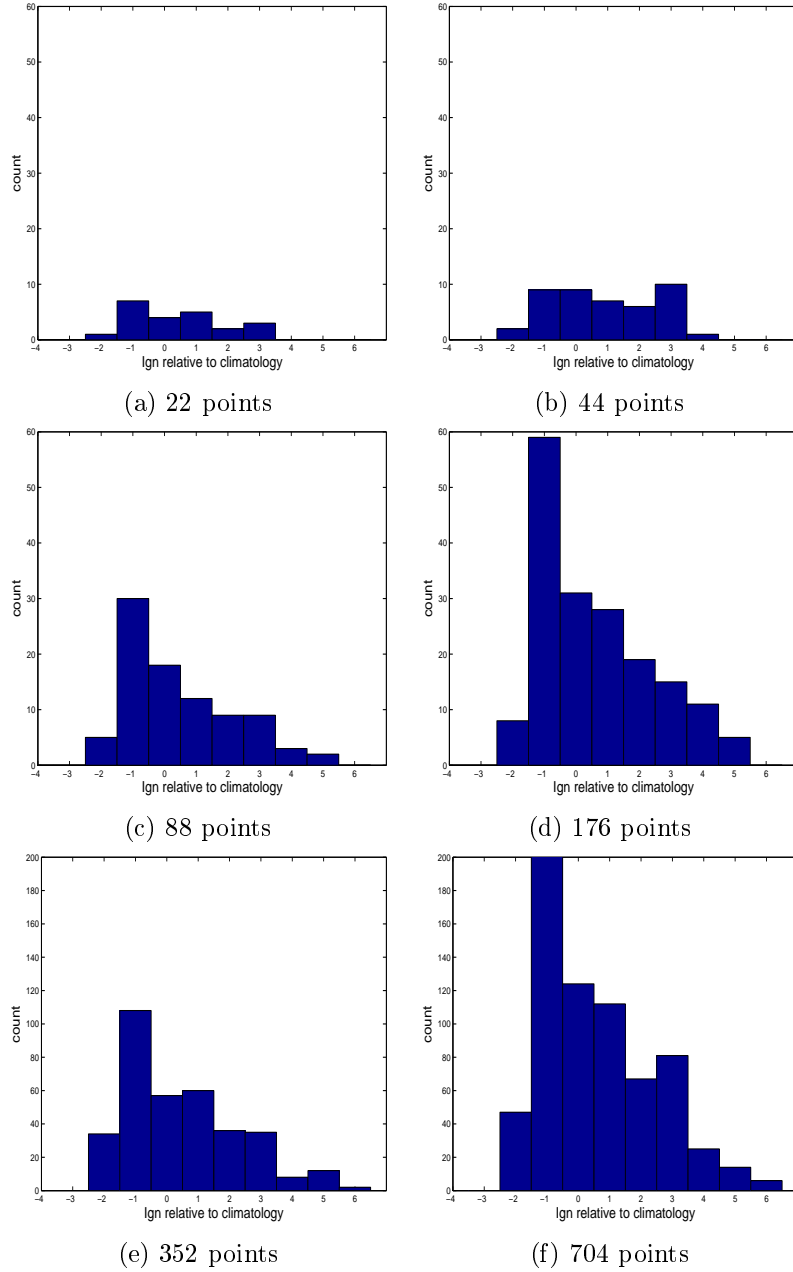 60
50
40
30
20
10
0
count
−4 −3 −2 −1 0 1 2 3 4 5 6
Ign relative to climatology
(a) 22 points
60
50
40
30
20
10
0
count
−4 −3 −2 −1 0 1 2 3 4 5 6
Ign relative to climatology
(b) 44 points
60
50
40
30
20
10
0
count
−4 −3 −2 −1 0 1 2 3 4 5 6
Ign relative to climatology
(c) 88 points
60
50
40
30
20
10
0
count
−4 −3 −2 −1 0 1 2 3 4 5 6
Ign relative to climatology
(d) 176 points
200
180
160
140
120
100
80
60
40
20
0
count
−4 −3 −2 −1 0 1 2 3 4 5 6
Ign relative to climatology
(e) 352 points
200
180
160
140
120
100
80
60
40
20
0
count
−4 −3 −2 −1 0 1 2 3 4 5 6
Ign relative to climatology
(f) 704 points